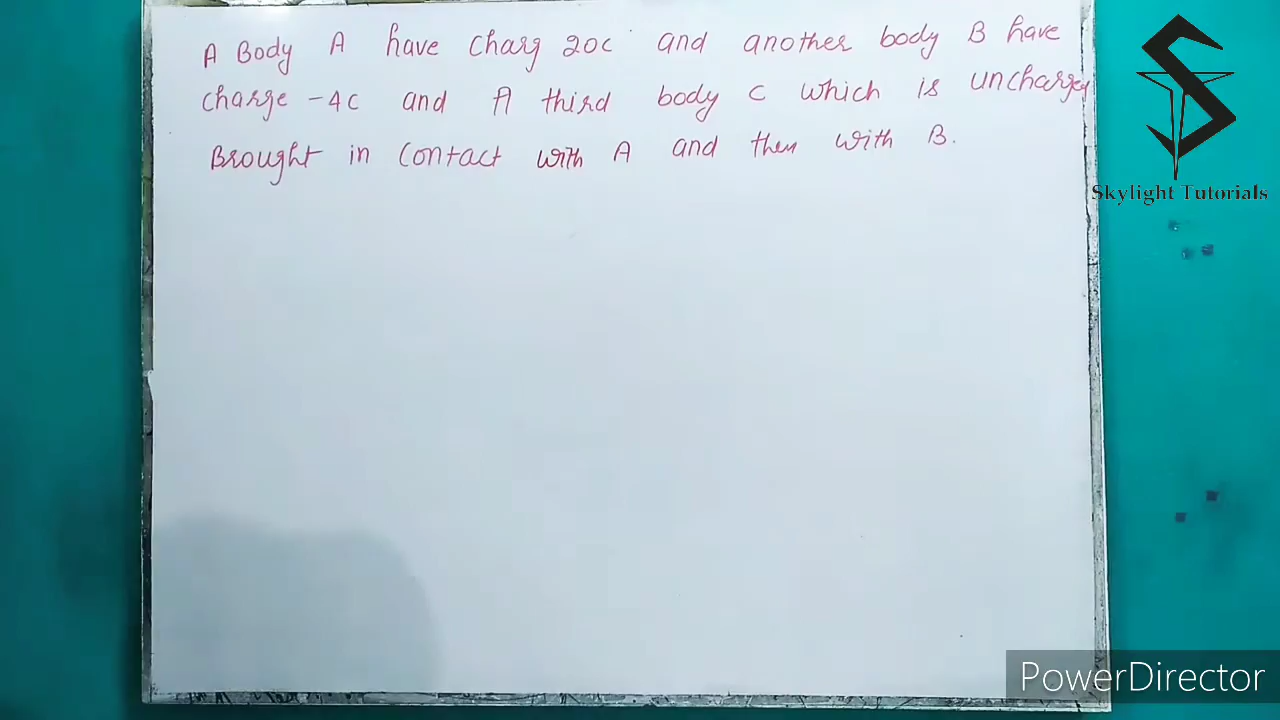 A Body A have charg 20c and another body B have
charge -4c and A third body c which is uncharged
Brought in contact with A and then with B.
Skylight Tutorials
PowerDirector